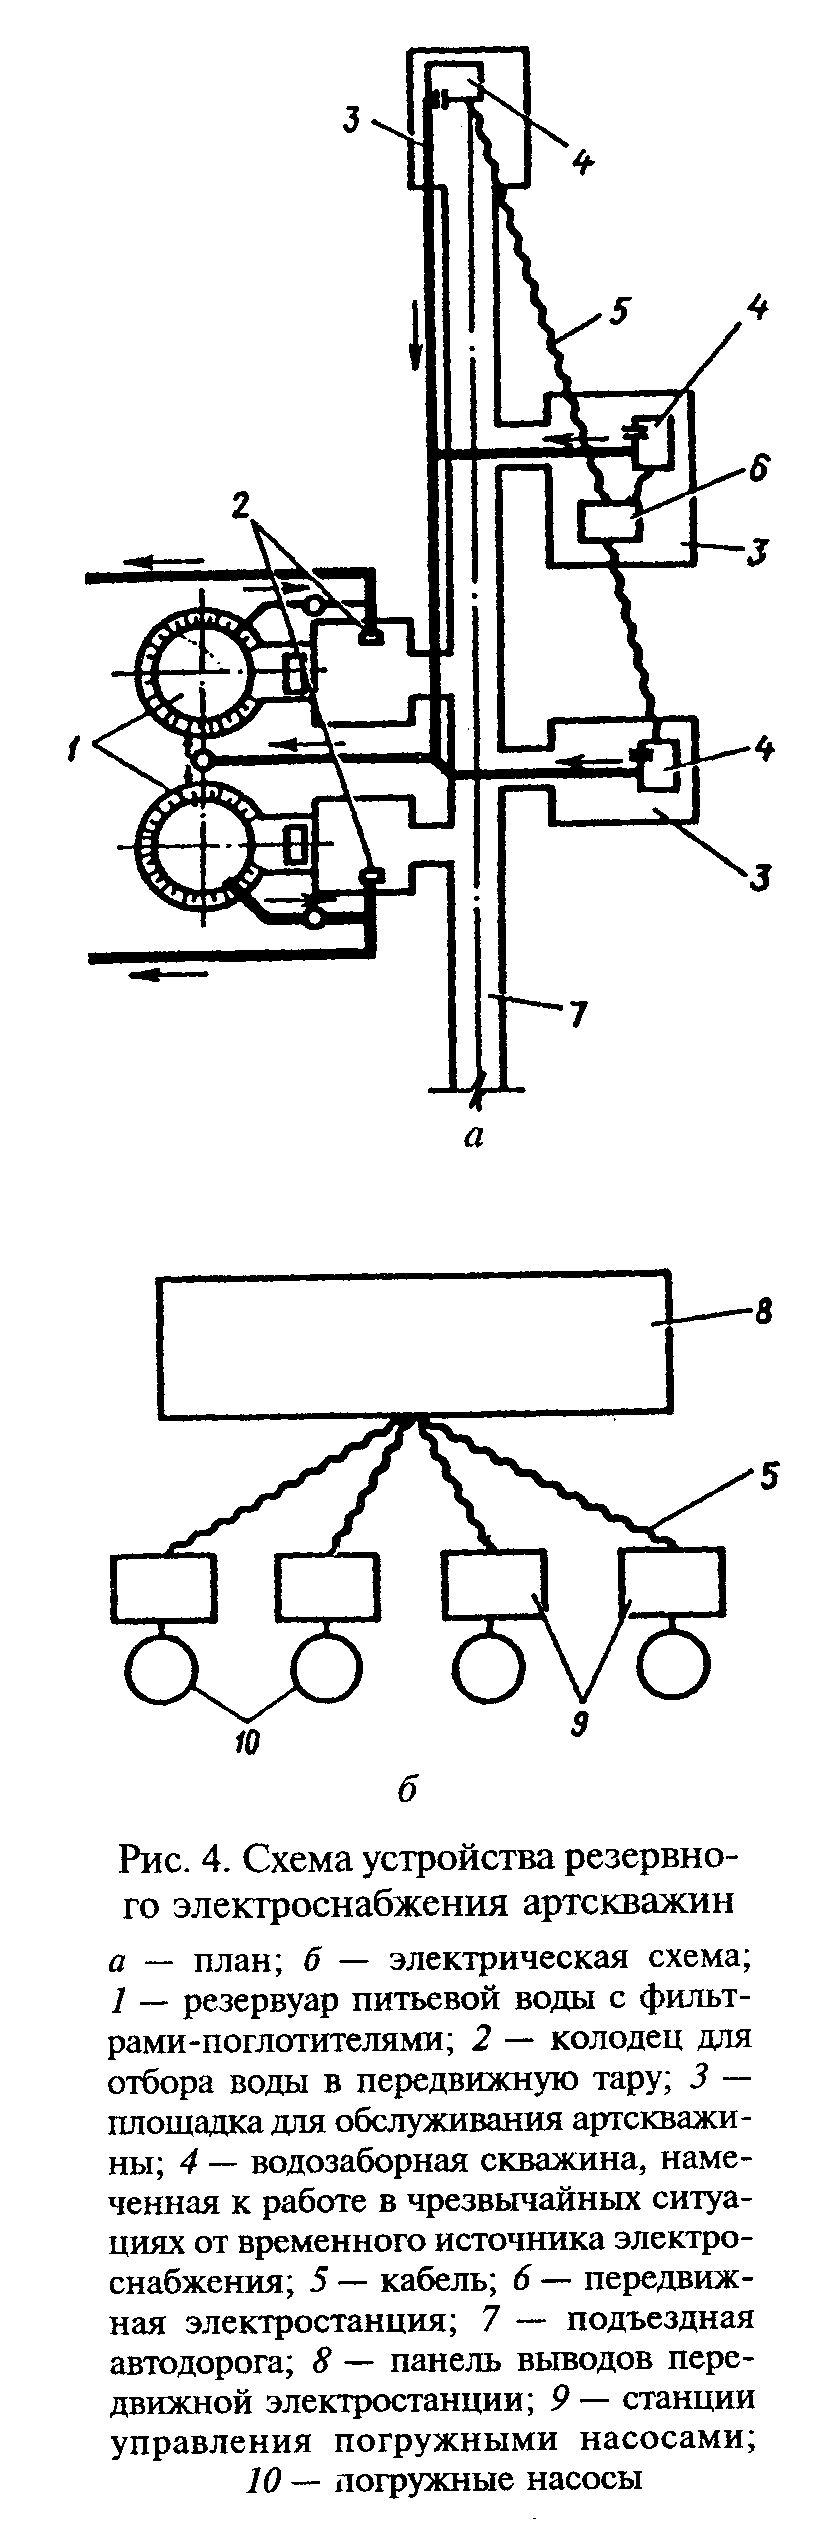 3
4
5
4
6
2
3
1
4
3
7
а
8
5
10
9
б
Рис. 4. Схема устройства резервно-
го электроснабжения артскважин
а — план; б — электрическая схема;
1 — резервуар питьевой воды с фильт-
рами-поглотителями; 2 — колодец для
отбора воды в передвижную тару; 3 —
площадка для обслуживания артскважи-
ны; 4 — водозаборная скважина, наме-
ченная к работе в чрезвычайных ситуа-
циях от временного источника электро-
снабжения; 5 — кабель; 6 — передвиж-
ная электростанция; 7 — подъездная
автодорога; 8 — панель выводов пере-
движной электростанции; 9 — станции
управления погружными насосами;
10 — погружные насосы